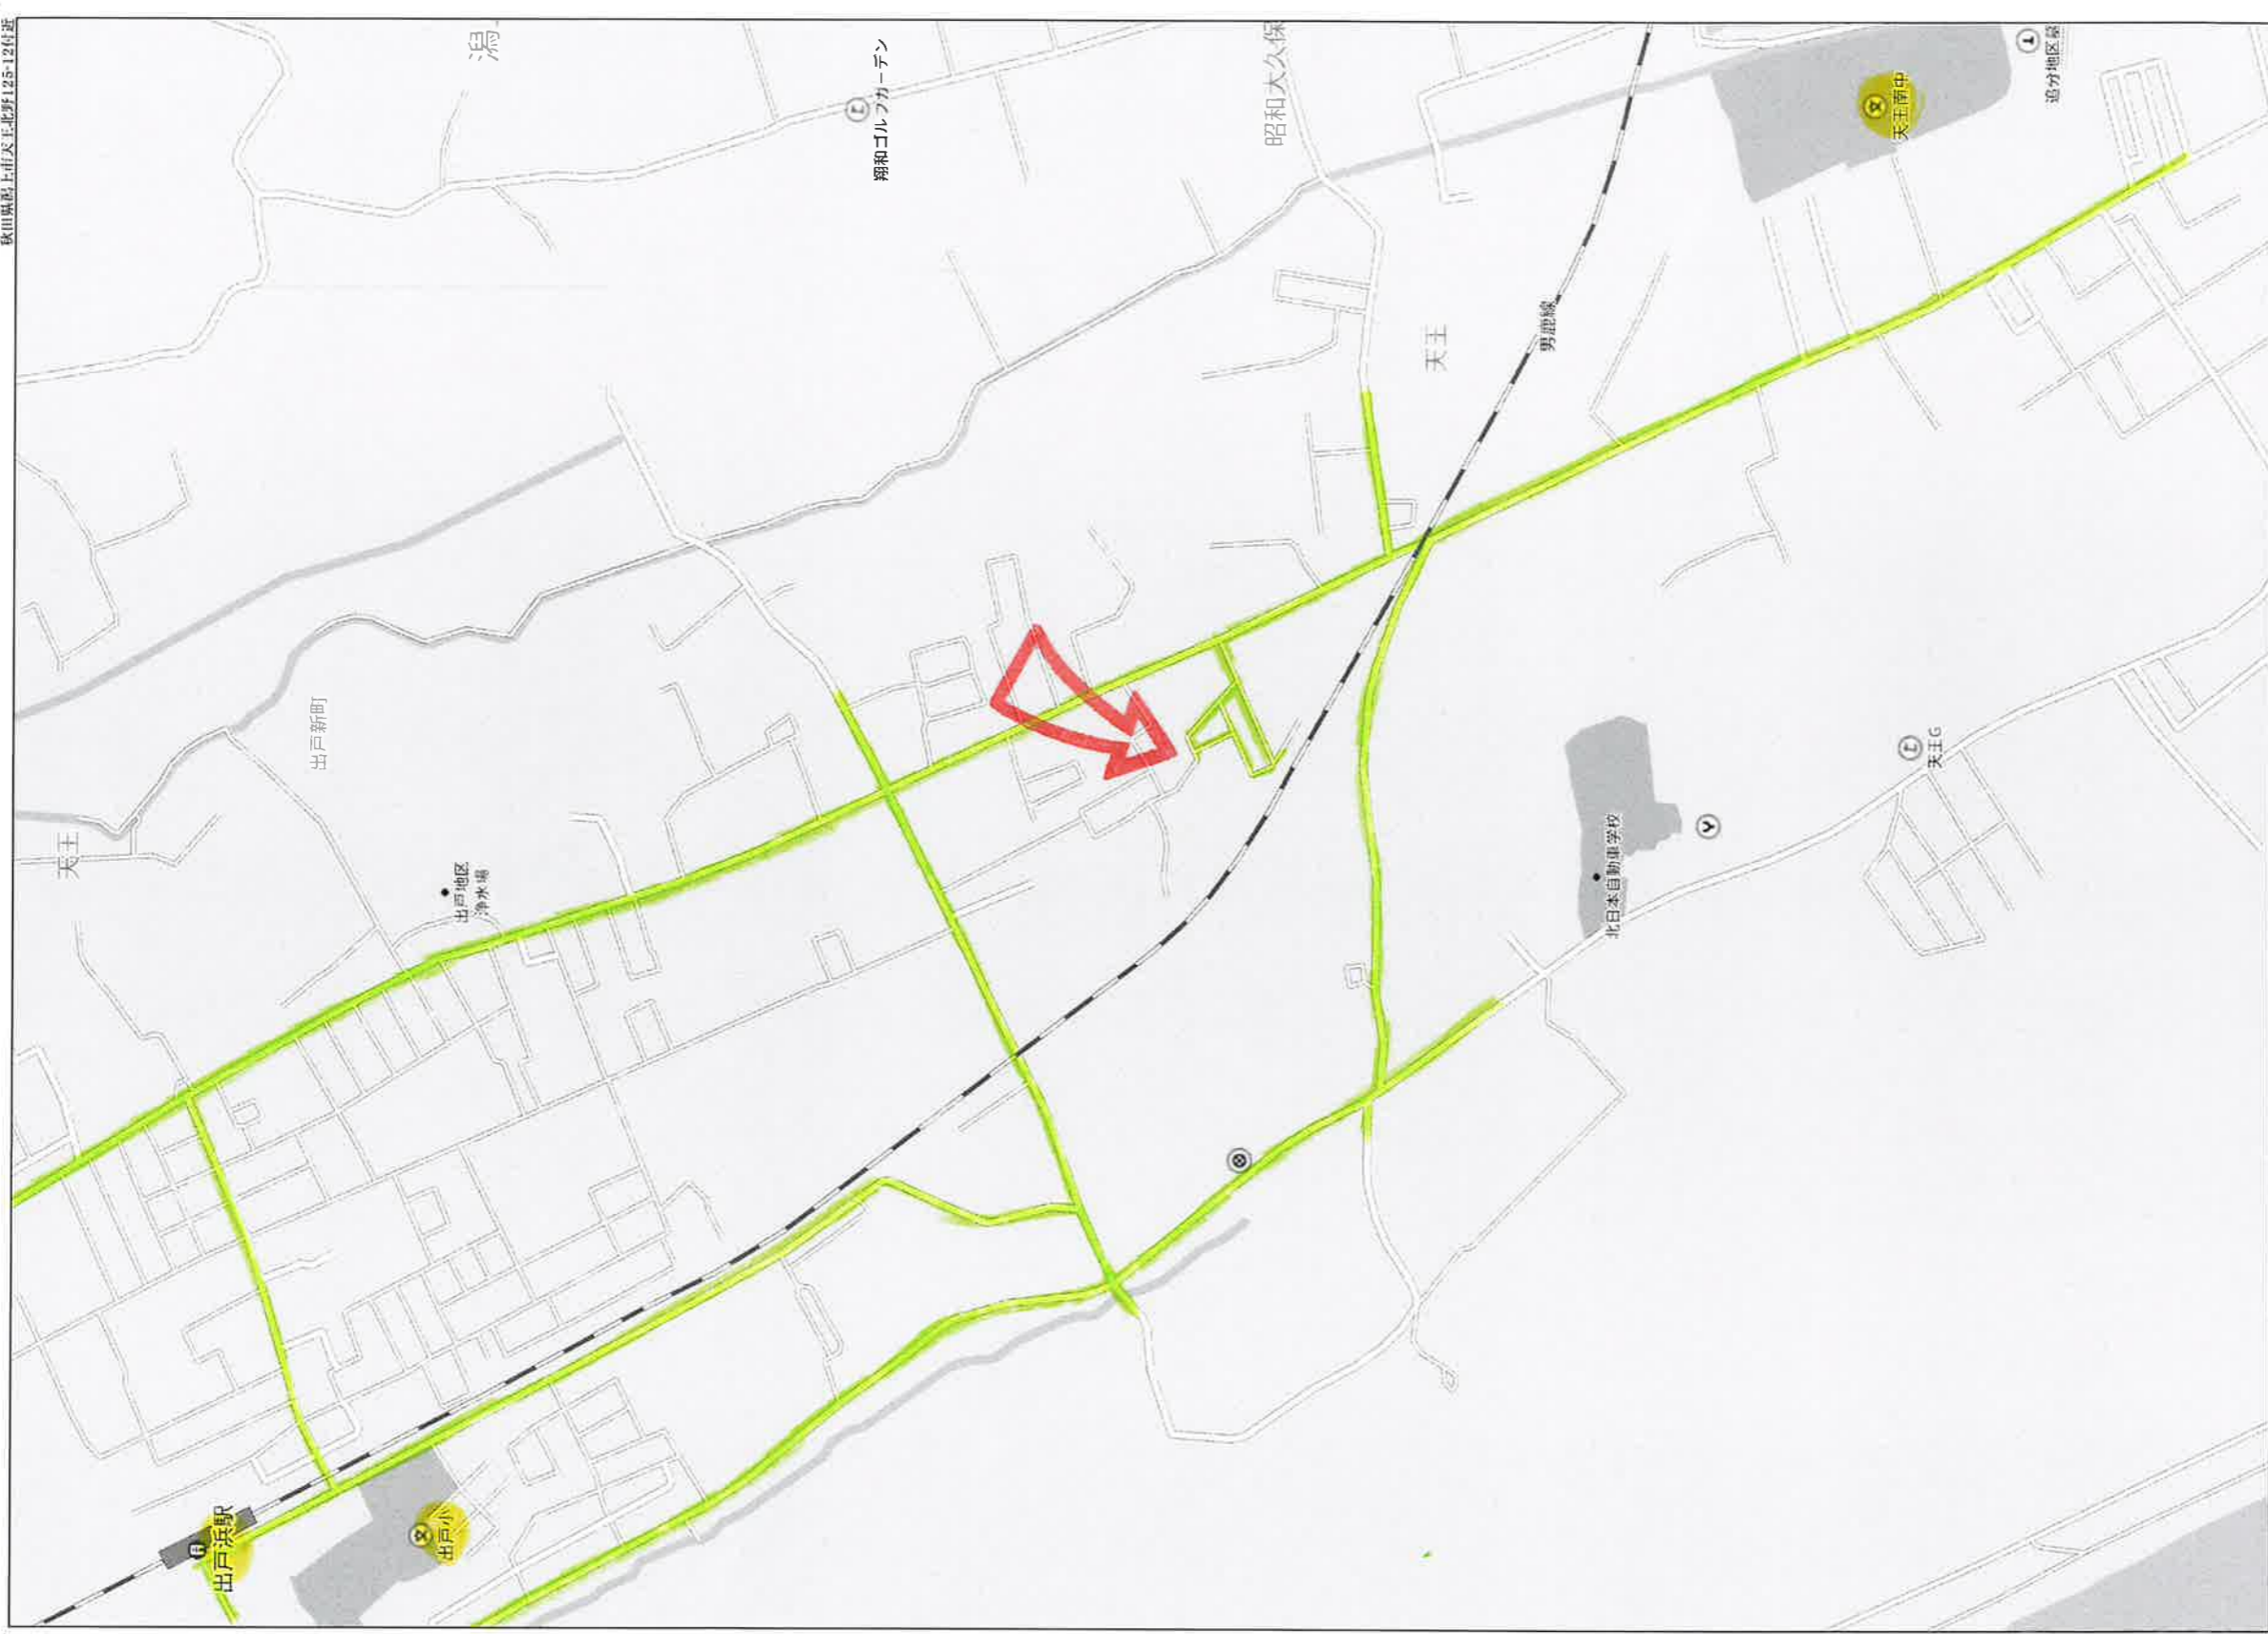 秋田県潟上市天王北野125-12付近
潟
翔和ゴルフガーデン
昭和大久保
天王南中
追分地区墓
天王
男鹿線
出戸新町
天王
出戸地区
浄水場
北日本自動車学校
天王G
出戸浜駅
出戸小